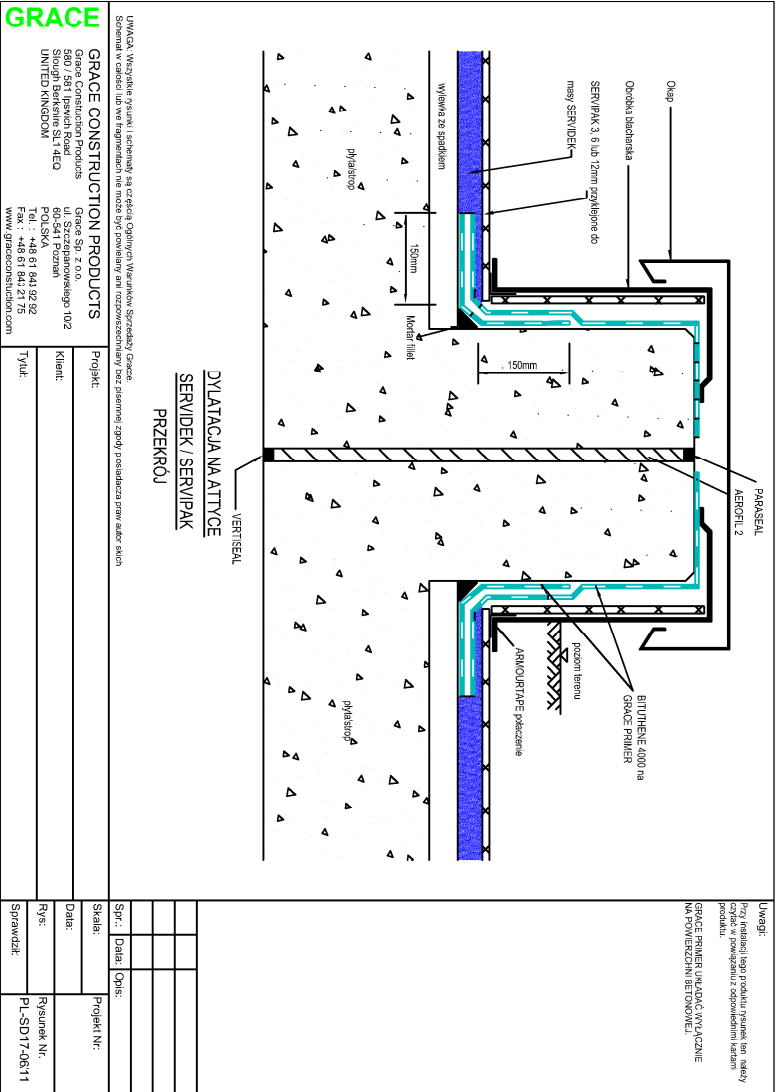 Okap
Obróbka blacharska
SERVIPAK 3, 6 lub 12mm przyklejone do
masy SERVIDEK
wylewka ze spadkiem
płyta/strop
150mm
Mortar fillet
150mm
PARASEAL
AEROFIL 2
VERTISEAL
poziom terenu
BITUTHENE 4000 na
GRACE PRIMER
ARMOURTAPE połaczenie
płyta/strop
DYLATACJA NA ATTYCE
SERVIDEK / SERVIPAK
PRZEKRÓJ
Uwagi:
Przy instalacji tego produktu rysunek ten należy
czytać w powiązaniu z odpowiednimi kartami
produktu.
GRACE PRIMER UKŁADAĆ WYŁĄCZNIE
NA POWIERZCHNI BETONOWEJ.
UWAGA: Wszystkie rysunki i schematy są częścią Ogólnych Warunków Sprzedaży Grace.
Schemat w całości lub we fragmentach nie może być powielany ani rozpowszechniany bez pisemnej zgody posiadacza praw autorskich
GRACE
GRACE CONSTRUCTION PRODUCTS
Grace Construction Products
580 / 581 Ipswich Road
Slough Berkshire SL1 4EQ
UNITED KINGDOM
Grace Sp. z o.o.
ul. Szczepanowskiego 10/2
60-541 Poznań
POLSKA
Tel. : +48 61 843 92 92
Fax : +48 61 843 21 75
www.graceconstuction.com
Projekt:
Klient:
Tytuł:
Spr.: Data: Opis:
Skala:
Projekt Nr:
Data:
Rys:
Rysunek Nr.
Sprawdził:
PL-SD17-06/11